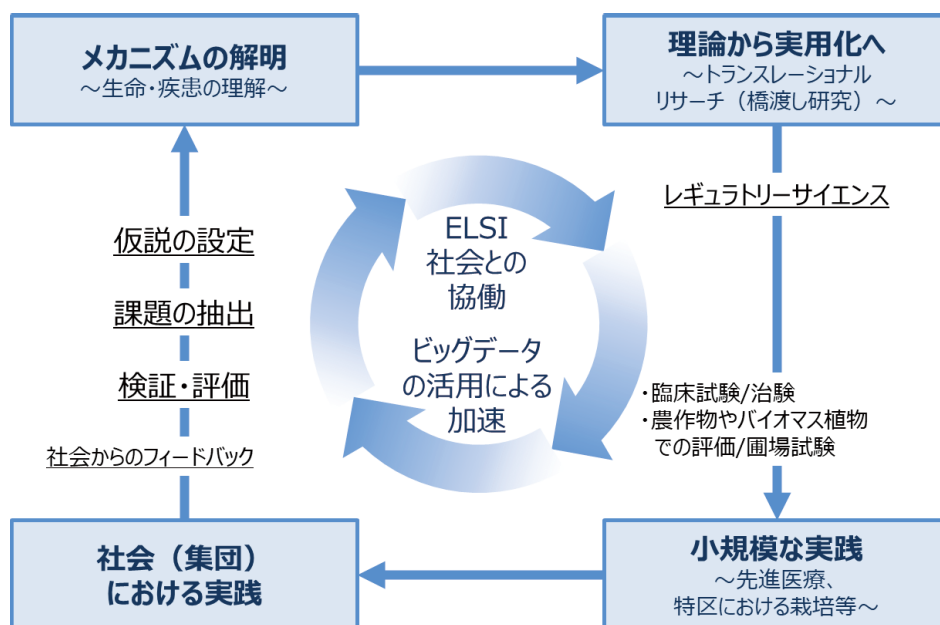 メカニズムの解明
～生命・疾患の理解～
理論から実用化へ
～トランスレーショナル
リサーチ（橋渡し研究）～
レギュラトリーサイエンス
仮説の設定
課題の抽出
検証・評価
社会からのフィードバック
ELSI
社会との
協働
ビッグデータ
の活用による
加速
・臨床試験/治験
・農作物やバイオマス植物
での評価/圃場試験
社会（集団）
における実践
小規模な実践
～先進医療、
特区における栽培等～